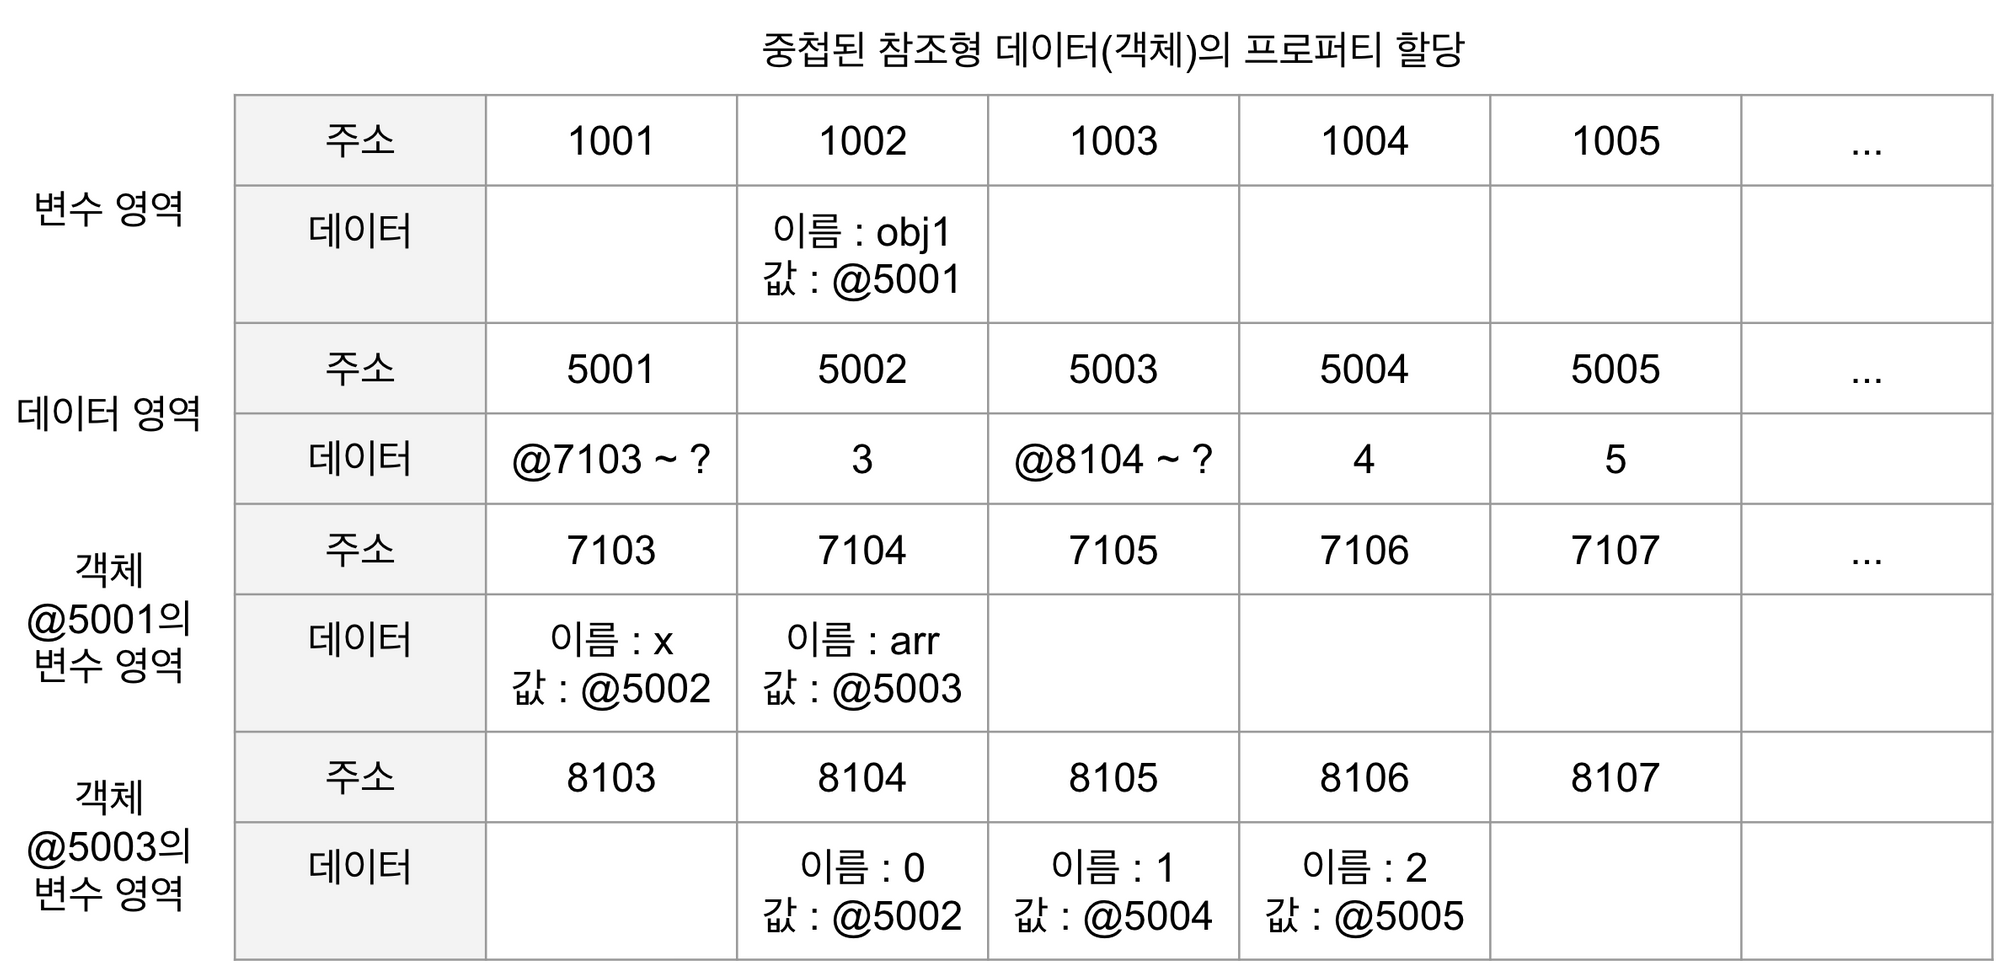 중첩된 참조형 데이터(객체)의 프로퍼티 할당
변수 영역
주소 1001 1002 1003 1004 1005 ...
데이터
이름 : obj1
값 : @5001
데이터 영역
주소 5001 5002 5003 5004 5005 ...
데이터 @7103 ~ ? 3 @8104 ~ ? 4 5
객체
@5001의
변수 영역
주소 7103 7104 7105 7106 7107 ...
데이터
이름 : x 이름 : arr
값 : @5002 값 : @5003
객체
@5003의
변수 영역
주소 8103 8104 8105 8106 8107
데이터
이름 : 0 이름 : 1 이름 : 2
값 : @5002 값 : @5004 값 : @5005